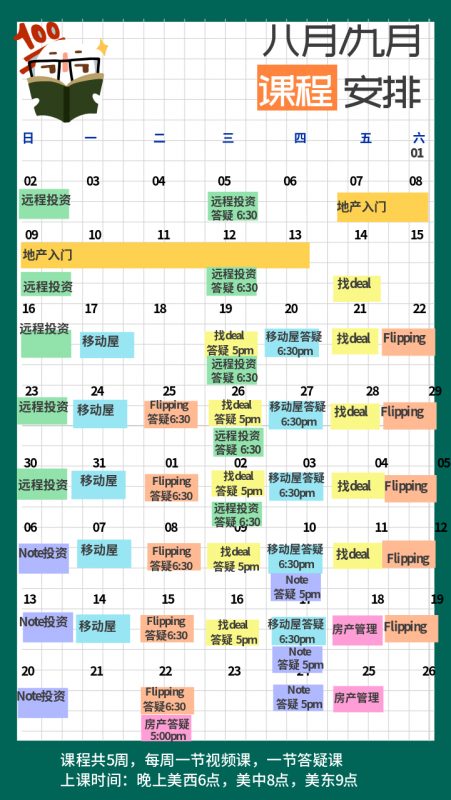 100
八月/九月
课程 安排
日 一 二 三 四 五 六
01
02 03 04 05 06 07 08
远程投资 远程投资 地产入门
答疑 6:30
09 10 11 12 13 14 15
地产入门
远程投资 远程投资 找deal
答疑 6:30
16 17 18 19 20 21 22
远程投资 移动屋 找deal 移动屋答疑 找deal Flipping
答疑 5pm 6:30pm
远程投资
答疑 6:30
23 24 25 26 27 28 29
远程投资 移动屋 Flipping 找deal 移动屋答疑 找deal Flipping
答疑6:30 答疑 5pm 6:30pm
远程投资
答疑 6:30
30 31 01 02 03 04 05
远程投资 移动屋 Flipping 找deal 移动屋答疑 找deal Flipping
答疑6:30 答疑 5pm 6:30pm
远程投资
答疑 6:30
06 07 08 09 10 11 12
Note投资 移动屋 Flipping 找deal 移动屋答疑 找deal Flipping
答疑6:30 答疑 5pm 6:30pm
Note
答疑 5pm
13 14 15 16 17 18 19
Note投资 移动屋 Flipping 找deal 移动屋答疑 房产管理 Flipping
答疑6:30 答疑 5pm 6:30pm
Note
答疑 5pm
20 21 22 23 24 25 26
Note投资 Flipping Note 房产管理
答疑6:30 答疑 5pm
房产答疑
5:00pm
课程共5周，每周一节视频课，一节答疑课
上课时间：晚上美西6点，美中8点，美东9点